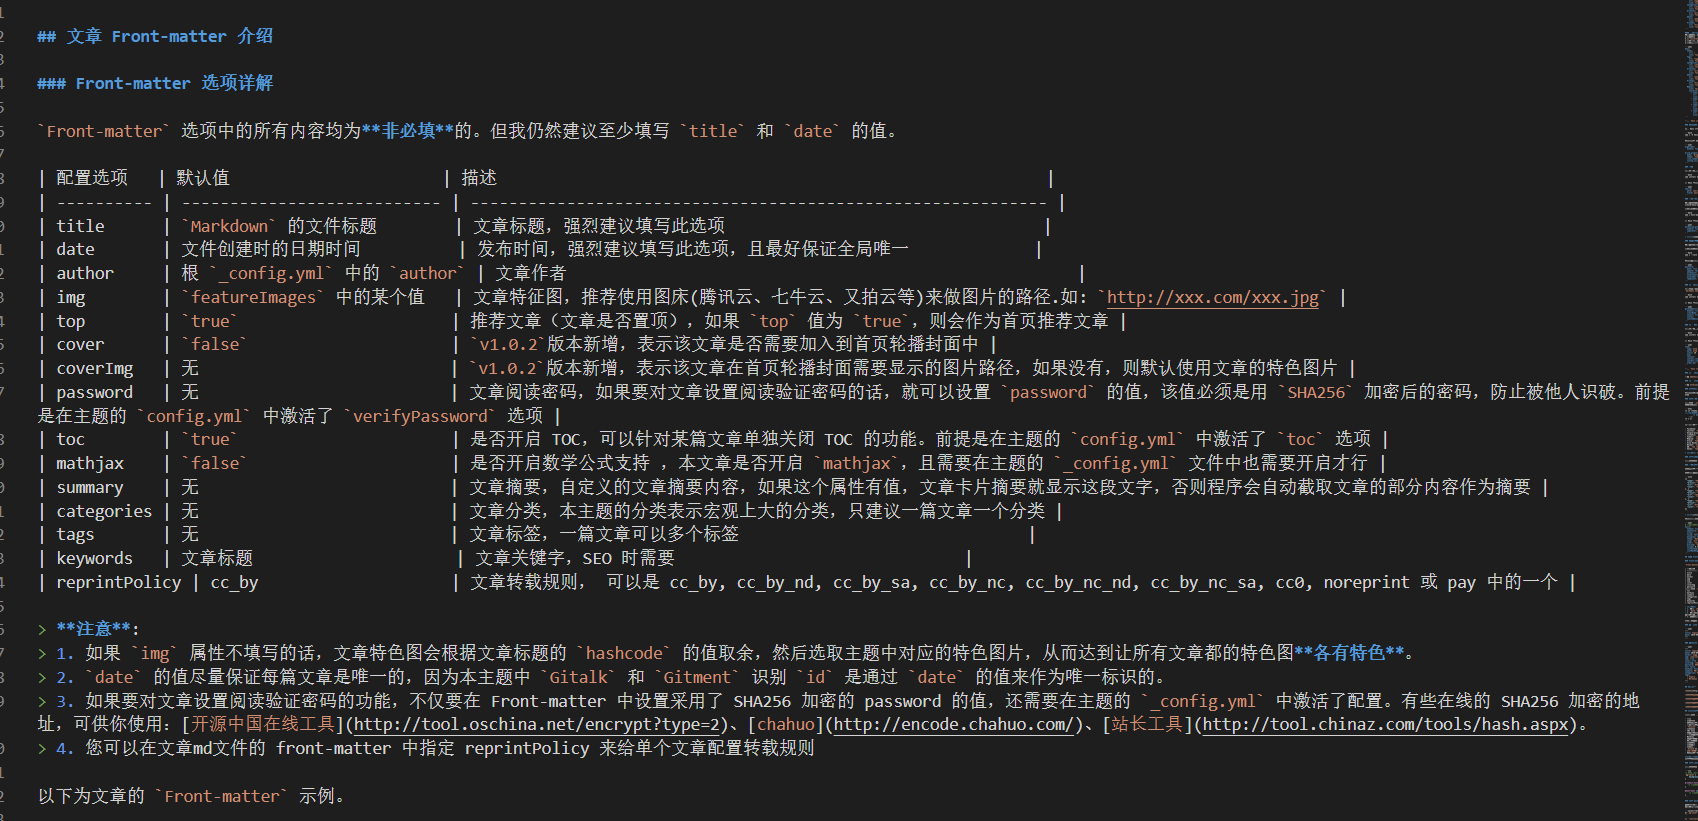 ## 文章 Front-matter 介绍
### Front-matter 选项详解
`Front-matter` 选项中的所有内容均为**非必填**的。但我仍然建议至少填写 `title` 和 `date` 的值。
| 配置选项 | 默认值 | 描述 |
| ---------- | --------------------------- | ------------------------------------------------------------ |
| title | `Markdown` 的文件标题 | 文章标题，强烈建议填写此选项 |
| date | 文件创建时的日期时间 | 发布时间，强烈建议填写此选项，且最好保证全局唯一 |
| author | 根 `_config.yml` 中的 `author` | 文章作者 |
| img | `featureImages` 中的某个值 | 文章特征图，推荐使用图床(腾讯云、七牛云、又拍云等)来做图片的路径.如: `http://xxx.com/xxx.jpg` |
| top | `true` | 推荐文章（文章是否置顶），如果 `top` 值为 `true`，则会作为首页推荐文章 |
| cover | `false` | `v1.0.2`版本新增，表示该文章是否需要加入到首页轮播封面中 |
| coverImg | 无 | `v1.0.2`版本新增，表示该文章在首页轮播封面需要显示的图片路径，如果没有，则默认使用文章的特色图片 |
| password | 无 | 文章阅读密码，如果要对文章设置阅读验证密码的话，就可以设置 `password` 的值，该值必须是用 `SHA256` 加密后的密码，防止被他人识破。前提
是在主题的 `config.yml` 中激活了 `verifyPassword` 选项 |
| toc | `true` | 是否开启 TOC，可以针对某篇文章单独关闭 TOC 的功能。前提是在主题的 `config.yml` 中激活了 `toc` 选项 |
| mathjax | `false` | 是否开启数学公式支持 ，本文章是否开启 `mathjax`，且需要在主题的 `_config.yml` 文件中也需要开启才行 |
| summary | 无 | 文章摘要，自定义的文章摘要内容，如果这个属性有值，文章卡片摘要就显示这段文字，否则程序会自动截取文章的部分内容作为摘要 |
| categories | 无 | 文章分类，本主题的分类表示宏观上大的分类，只建议一篇文章一个分类 |
| tags | 无 | 文章标签，一篇文章可以多个标签 |
| keywords | 文章标题 | 文章关键字，SEO 时需要 |
| reprintPolicy | cc_by | 文章转载规则， 可以是 cc_by, cc_by_nd, cc_by_sa, cc_by_nc, cc_by_nc_nd, cc_by_nc_sa, cc0, noreprint 或 pay 中的一个 |
> **注意**:
> 1. 如果 `img` 属性不填写的话，文章特色图会根据文章标题的 `hashcode` 的值取余，然后选取主题中对应的特色图片，从而达到让所有文章都的特色图**各有特色**。
> 2. `date` 的值尽量保证每篇文章是唯一的，因为本主题中 `Gitalk` 和 `Gitment` 识别 `id` 是通过 `date` 的值来作为唯一标识的。
> 3. 如果要对文章设置阅读验证密码的功能，不仅要在 Front-matter 中设置采用了 SHA256 加密的 password 的值，还需要在主题的 `_config.yml` 中激活了配置。有些在线的 SHA256 加密的地
址，可供你使用：[开源中国在线工具](http://tool.oschina.net/encrypt?type=2)、[chahuo](http://encode.chahuo.com/)、[站长工具](http://tool.chinaz.com/tools/hash.aspx)。
> 4. 您可以在文章md文件的 front-matter 中指定 reprintPolicy 来给单个文章配置转载规则
以下为文章的 `Front-matter` 示例。